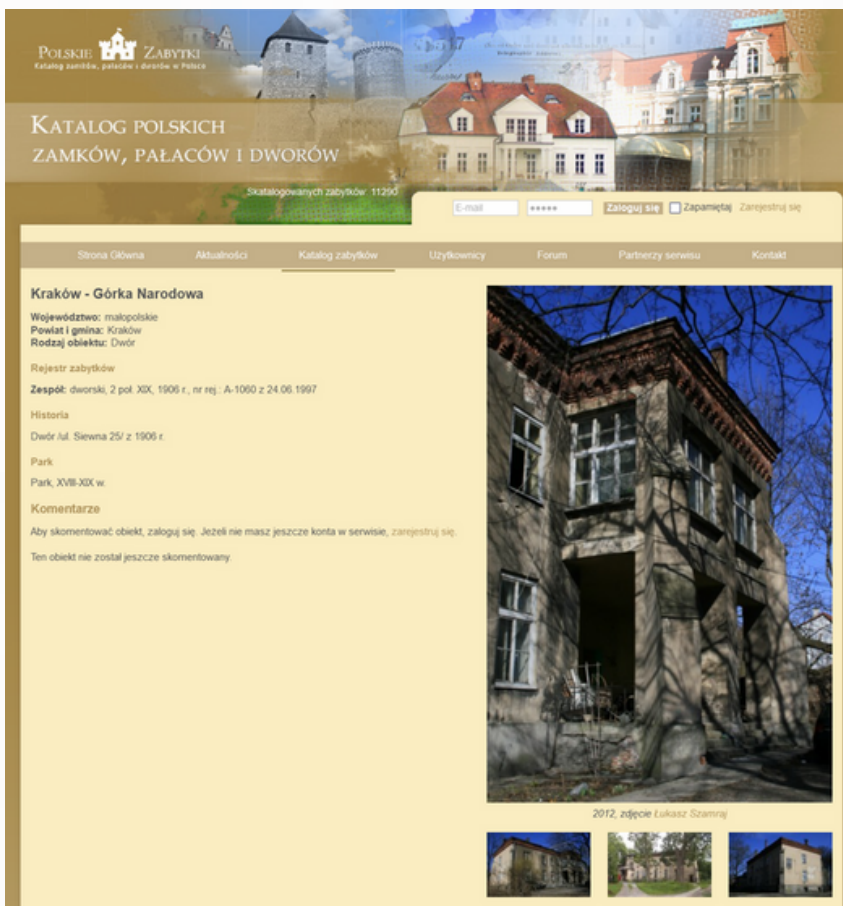 POLSKIE ZABYTKI
Katalog zamków, pałaców i dworów w Polsce
KATALOG POLSKICH
ZAMKÓW, PAŁACÓW I DWORÓW
Skatalogowanych zabytków: 11290
E-mail ••••• Zaloguj się Zapamiętaj Zarejestruj się
Strona Główna Aktualności Katalog zabytków Użytkownicy Forum Partnerzy serwisu Kontakt
Kraków - Górka Narodowa
Województwo: małopolskie
Powiat i gmina: Kraków
Rodzaj obiektu: Dwór
Rejestr zabytków
Zespół: dworski, 2 poł. XIX, 1906 r., nr rej.: A-1060 z 24.06.1997
Historia
Dwór /ul. Siewna 25/ z 1906 r.
Park
Park, XVIII-XIX w.
Komentarze
Aby skomentować obiekt, zaloguj się. Jeżeli nie masz jeszcze konta w serwisie, zarejestruj się.
Ten obiekt nie został jeszcze skomentowany.
2012, zdjęcie Łukasz Szamraj